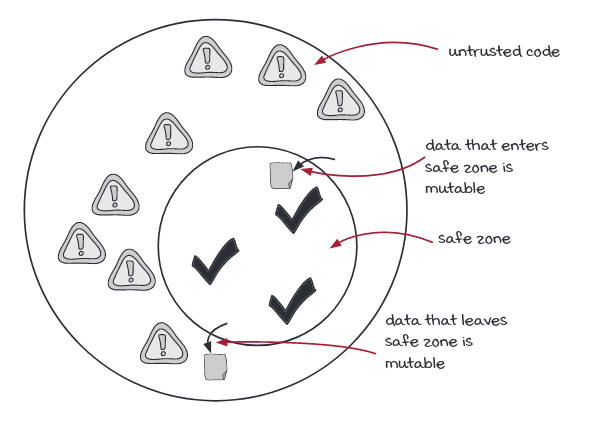 untrusted code
data that enters
safe zone is
mutable
safe zone
data that leaves
safe zone is
mutable